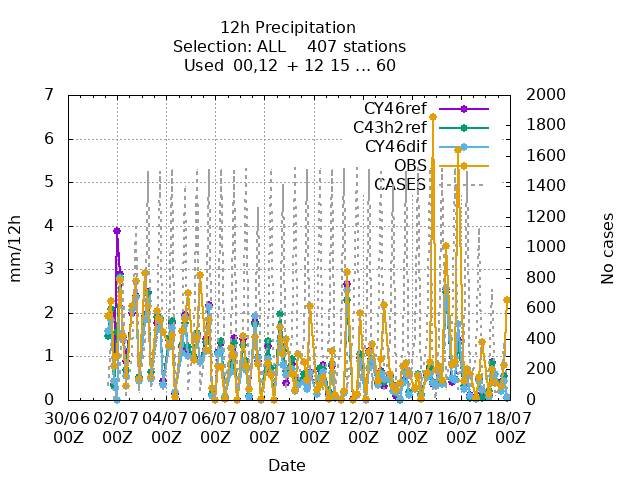 12h Precipitation
Selection: ALL    407 stations
Used  00,12  + 12 15 ... 60
CY46ref
C43h2ref
CY46dif
OBS
CASES
mm/12h
7
6
5
4
3
2
1
0
No cases
2000
1800
1600
1400
1200
1000
800
600
400
200
0
30/06 02/07 04/07 06/07 08/07 10/07 12/07 14/07 16/07 18/07
00Z 00Z 00Z 00Z 00Z 00Z 00Z 00Z 00Z 00Z
Date